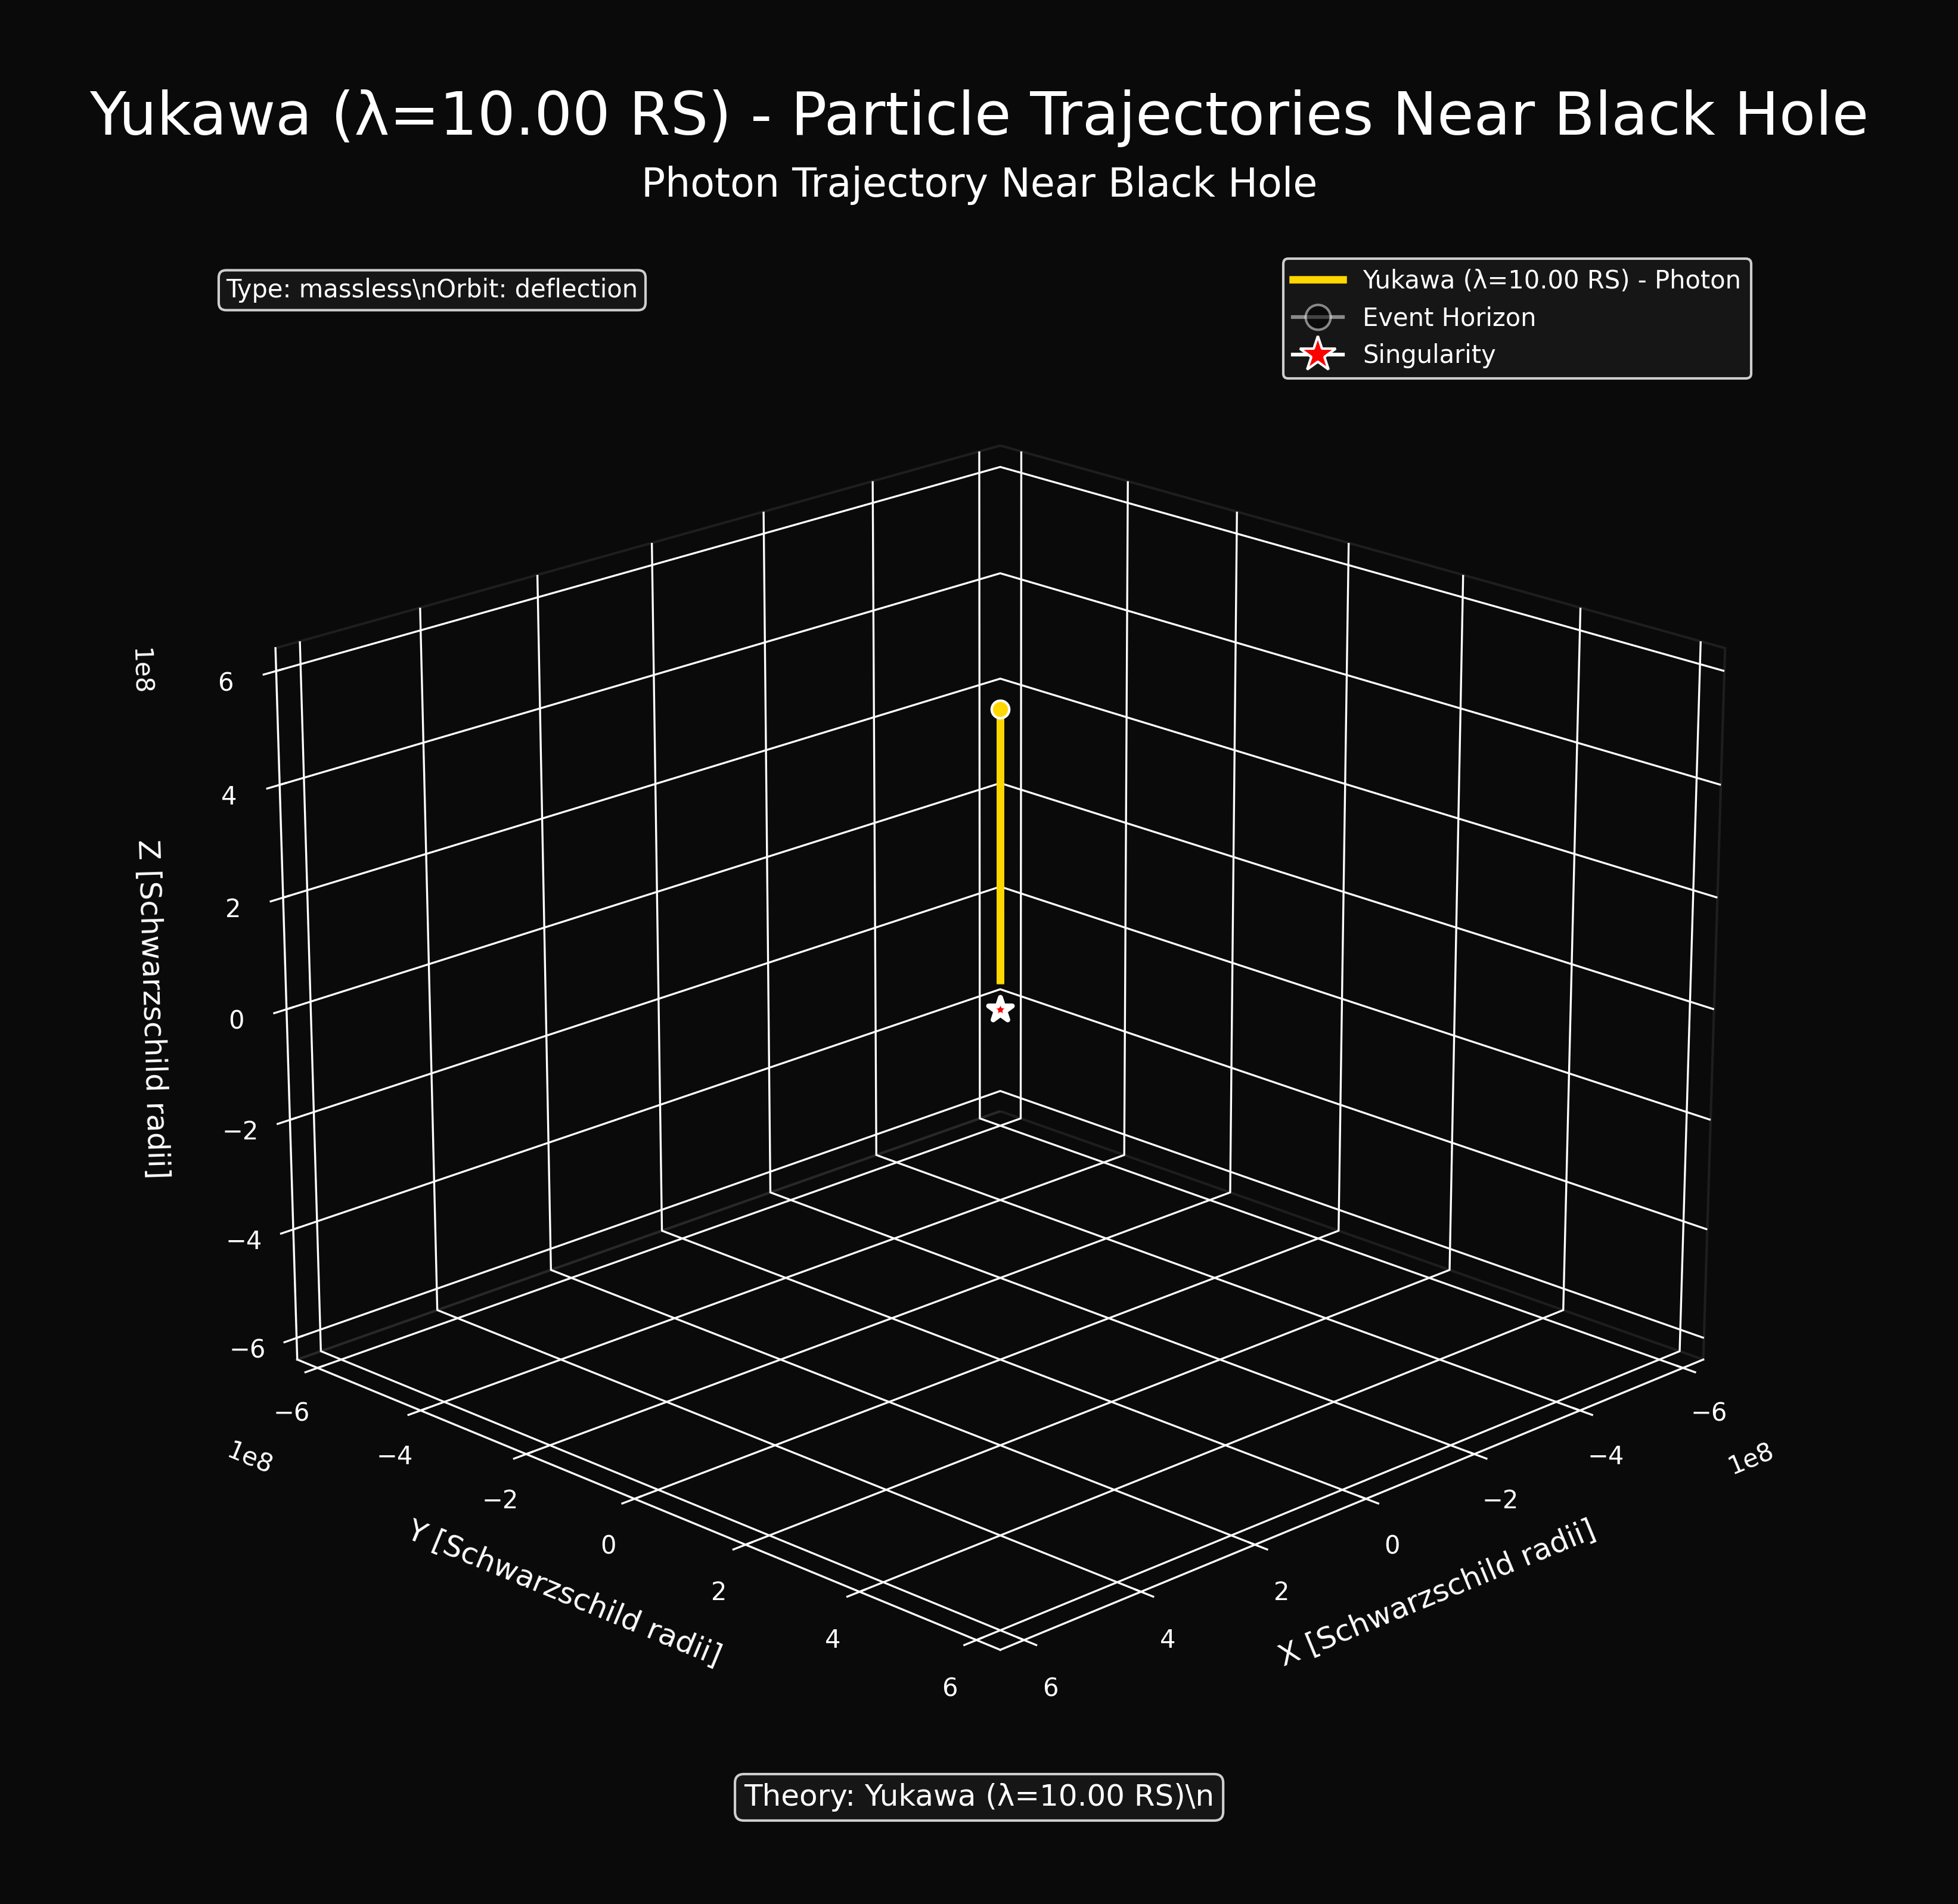 Yukawa (λ=10.00 RS) - Particle Trajectories Near Black Hole
Photon Trajectory Near Black Hole
Type: massless\nOrbit: deflection
Yukawa (λ=10.00 RS) - Photon
Event Horizon
Singularity
1e8
6
4
2
0
−2
−4
−6
Z [Schwarzschild radii]
−6
−4
−2
0
2
4
6
1e8
Y [Schwarzschild radii]
6
4
2
0
−2
−4
−6
1e8
X [Schwarzschild radii]
Theory: Yukawa (λ=10.00 RS)\n